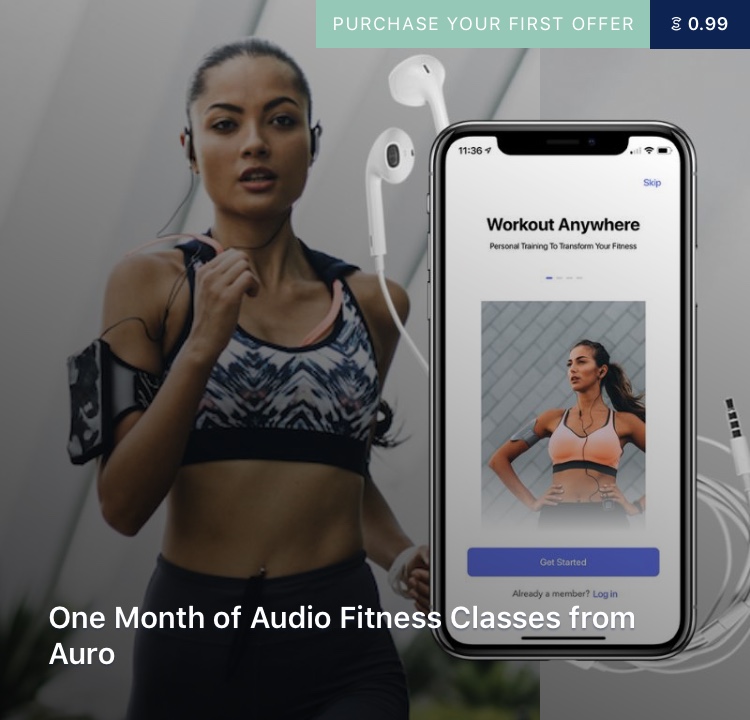 PURCHASE YOUR FIRST OFFER
0.99
11:36
Skip
Workout Anywhere
Personal Training To Transform Your Fitness
Get Started
Already a member? Log in
One Month of Audio Fitness Classes from
Auro